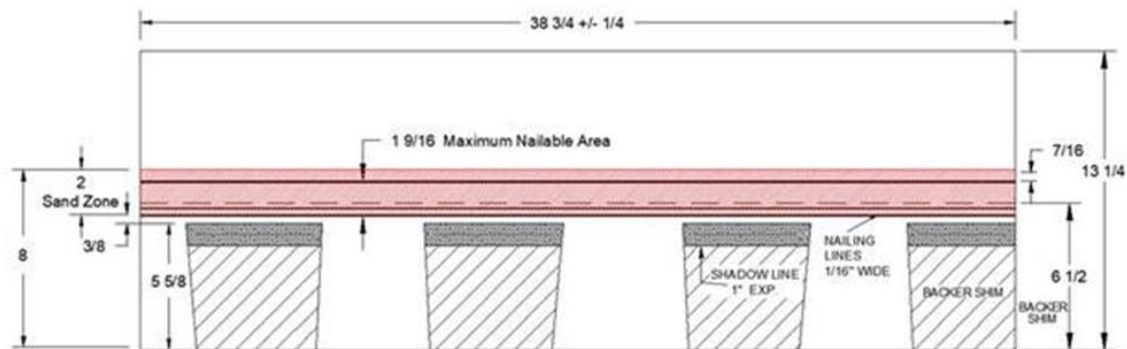 38 3/4 +/- 1/4
1 9/16 Maximum Nailable Area
7/16
13 1/4
2
Sand Zone
3/8
8
5 5/8
SHADOW LINE
1" EXP.
NAILING
LINES
1/16" WIDE
BACKER SHIM
6 1/2
BACKER
SHIM